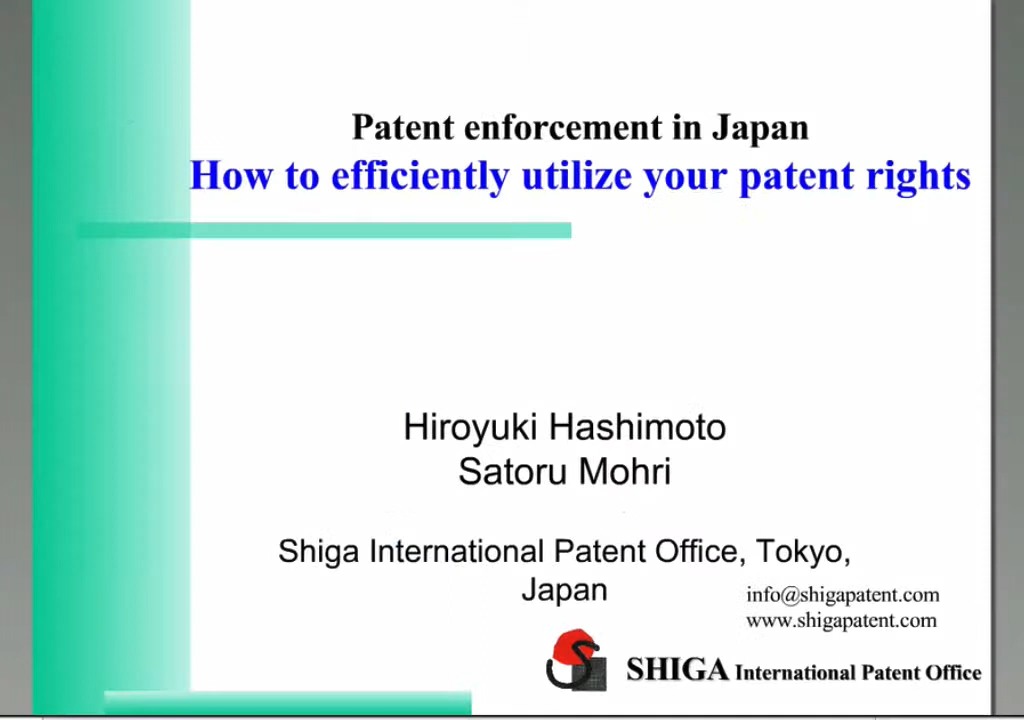 Patent enforcement in Japan
How to efficiently utilize your patent rights
Hiroyuki Hashimoto
Satoru Mohri
Shiga International Patent Office, Tokyo,
Japan
info@shigapatent.com
www.shigapatent.com
SHIGA International Patent Office